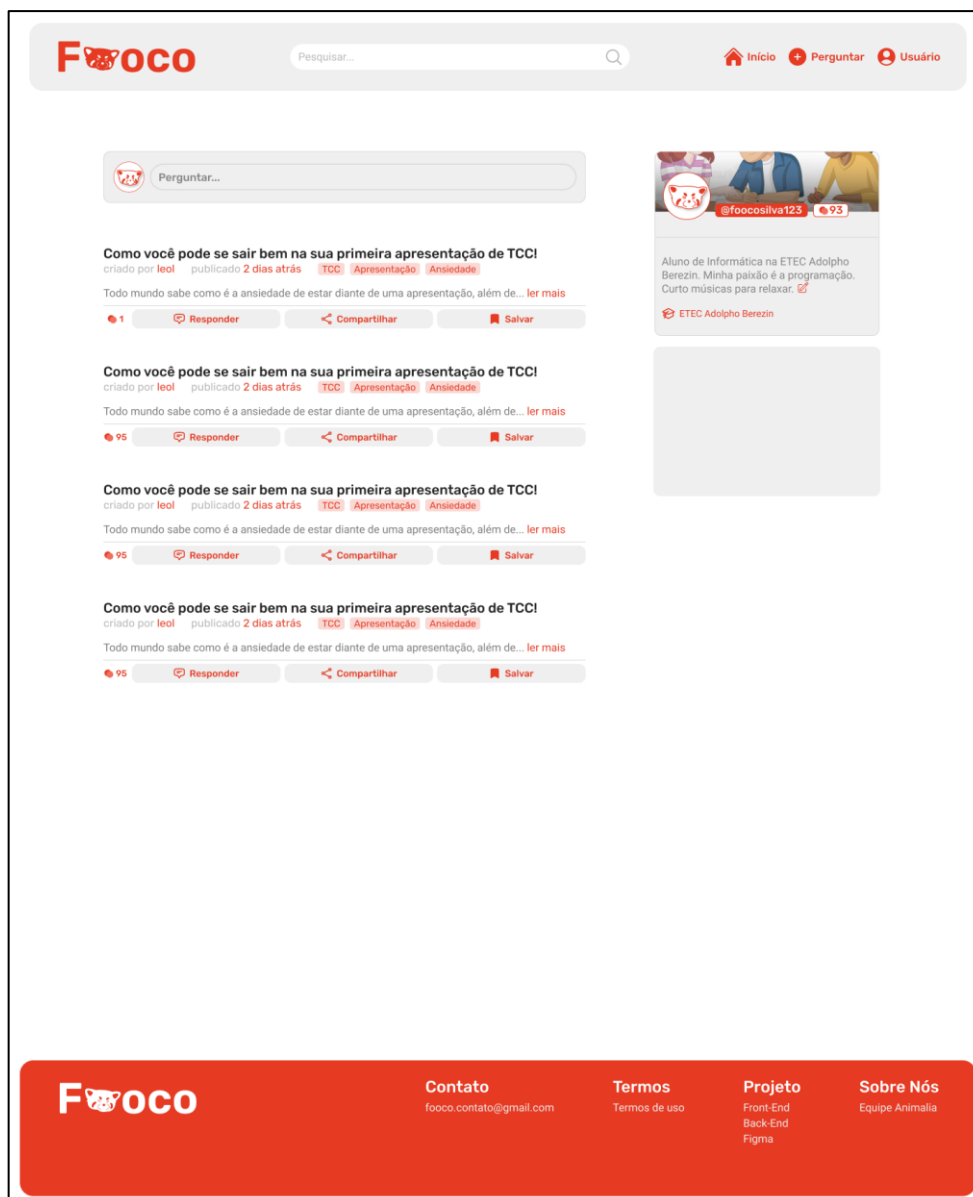 Fooco
Pesquisar...
Início
Perguntar
Usuário
Perguntar...
Como você pode se sair bem na sua primeira apresentação de TCC!
criado por leol publicado 2 dias atrás TCC Apresentação Ansiedade
Todo mundo sabe como é a ansiedade de estar diante de uma apresentação, além de... ler mais
1 Responder Compartilhar Salvar
Como você pode se sair bem na sua primeira apresentação de TCC!
criado por leol publicado 2 dias atrás TCC Apresentação Ansiedade
Todo mundo sabe como é a ansiedade de estar diante de uma apresentação, além de... ler mais
95 Responder Compartilhar Salvar
Como você pode se sair bem na sua primeira apresentação de TCC!
criado por leol publicado 2 dias atrás TCC Apresentação Ansiedade
Todo mundo sabe como é a ansiedade de estar diante de uma apresentação, além de... ler mais
95 Responder Compartilhar Salvar
Como você pode se sair bem na sua primeira apresentação de TCC!
criado por leol publicado 2 dias atrás TCC Apresentação Ansiedade
Todo mundo sabe como é a ansiedade de estar diante de uma apresentação, além de... ler mais
95 Responder Compartilhar Salvar
@foocosilva123 93
Aluno de Informática na ETEC Adolpho
Berezin. Minha paixão é a programação.
Curto músicas para relaxar.
ETEC Adolpho Berezin
Fooco
Contato
fooco.contato@gmail.com
Termos
Termos de uso
Projeto
Front-End
Back-End
Figma
Sobre Nós
Equipe Animalia